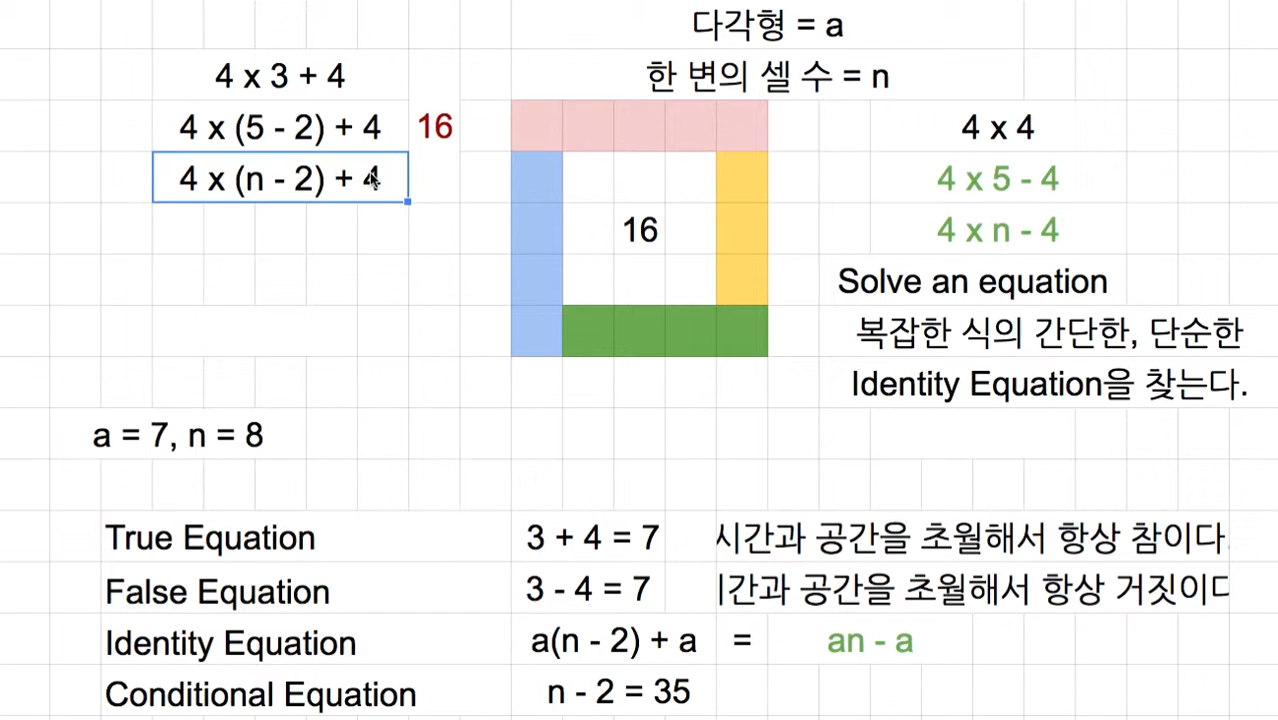 다각형 = a
한 변의 셀 수 = n
4 x 3 + 4
4 x (5 - 2) + 4 16
4 x (n - 2) + 4
16
4 x 4
4 x 5 - 4
4 x n - 4
Solve an equation
복잡한 식의 간단한, 단순한
Identity Equation을 찾는다.
a = 7, n = 8
True Equation 3 + 4 = 7 시간과 공간을 초월해서 항상 참이다.
False Equation 3 - 4 = 7 공간을 초월해서 항상
Identity Equation a(n - 2) + a = an - a
Conditional Equation n - 2 = 35